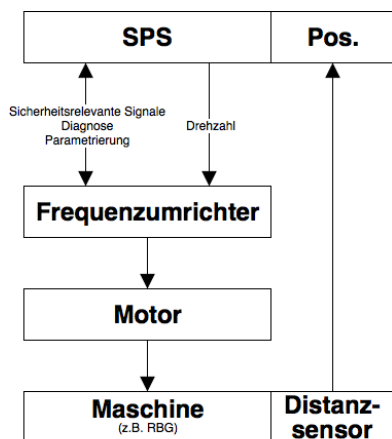 SPS
Pos.
Sicherheitsrelevante Signale
Diagnose
Parametrierung
Drehzahl
Frequenzumrichter
Motor
Maschine
(z.B. RBG)
Distanz-
sensor